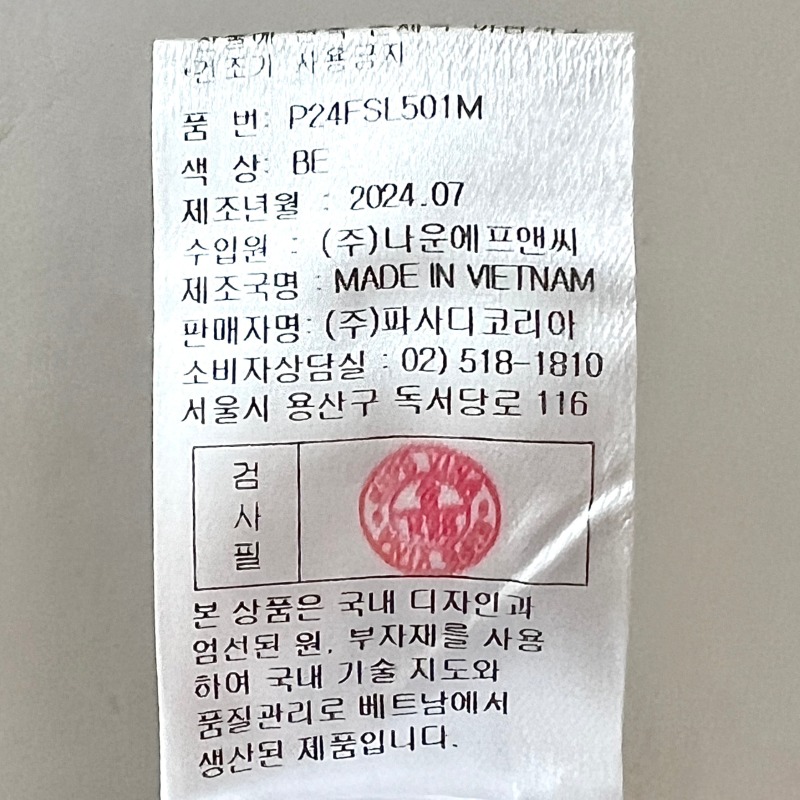 건조기 사용금지
품 번: P24FSL501M
색 상: BE
제조년월 : 2024.07
수입원 : (주)나운에프앤씨
제조국명 : MADE IN VIETNAM
판매자명: (주)파사디코리아
소비자상담실 : 02) 518-1810
서울시 용산구 독서당로 116
검
사
필
본 상품은 국내 디자인과
엄선된 원, 부자재를 사용
하여 국내 기술 지도와
품질관리로 베트남에서
생산된 제품입니다.